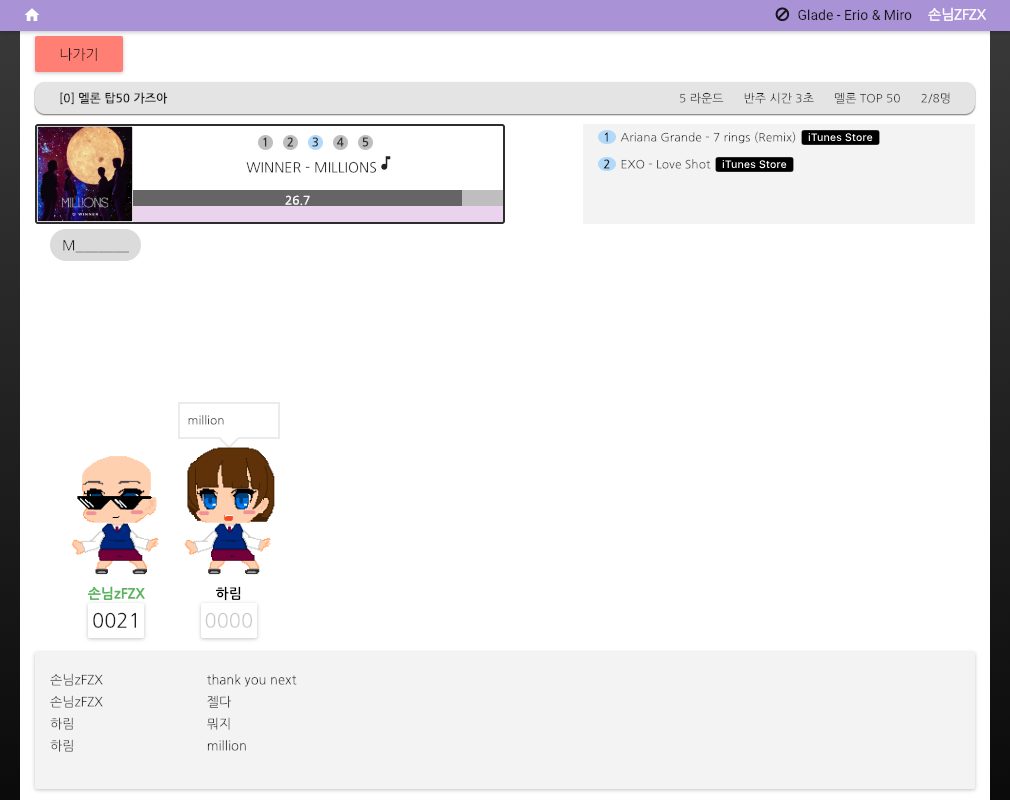 Glade - Erio & Miro 손님ZFZX
나가기
[0] 멜론 탑50 가즈아 5 라운드 반주 시간 3초 멜론 TOP 50 2/8명
1 2 3 4 5
WINNER - MILLIONS
26.7
MILLIONS
WINNER
1 Ariana Grande - 7 rings (Remix) iTunes Store
2 EXO - Love Shot iTunes Store
M_______
million
손님zFZX 하림
0021 0000
손님zFZX thank you next
손님zFZX 젤다
하림 뭐지
하림 million